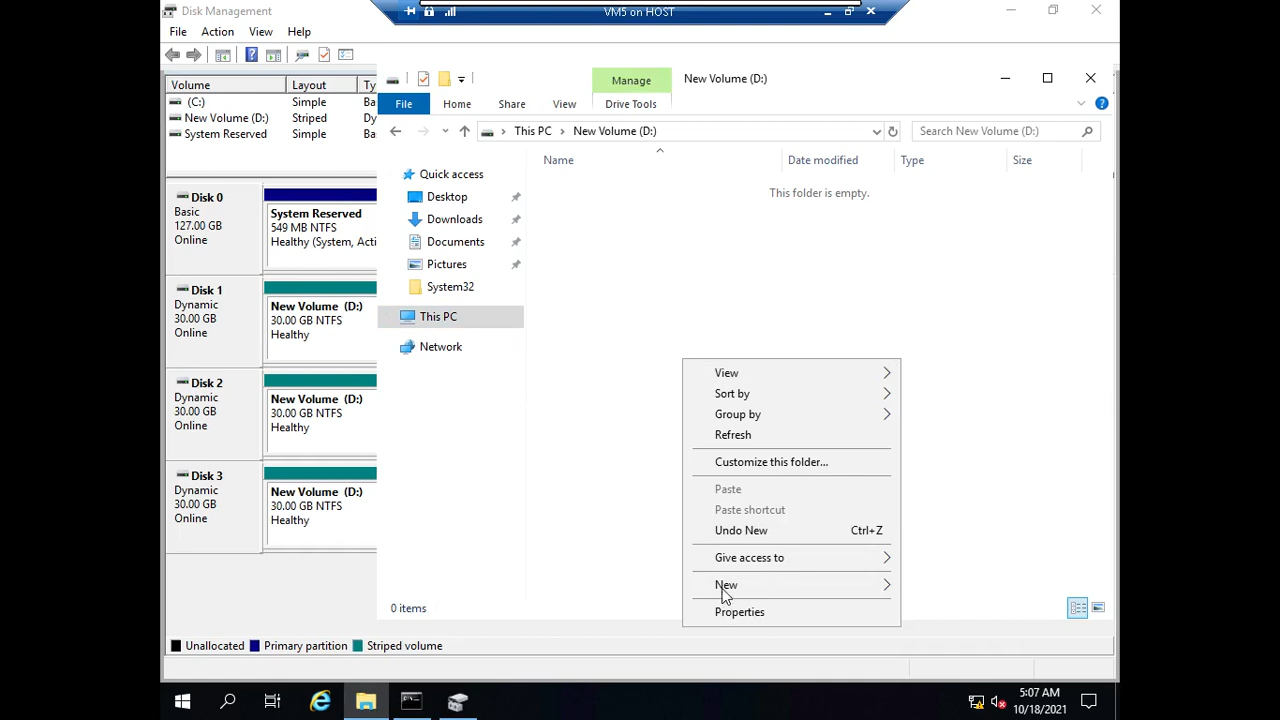 Disk Management
VM5 on HOST
File Action View Help
Volume Layout Ty
(C:) Simple Ba
New Volume (D:) Striped Dy
System Reserved Simple Ba
Disk 0
Basic
127.00 GB
Online
System Reserved
549 MB NTFS
Healthy (System, Acti
Disk 1
Dynamic
30.00 GB
Online
New Volume (D:)
30.00 GB NTFS
Healthy
Disk 2
Dynamic
30.00 GB
Online
New Volume (D:)
30.00 GB NTFS
Healthy
Disk 3
Dynamic
30.00 GB
Online
New Volume (D:)
30.00 GB NTFS
Healthy
Unallocated Primary partition Striped volume
Manage New Volume (D:)
File Home Share View Drive Tools
This PC New Volume (D:) Search New Volume (D:)
Name Date modified Type Size
This folder is empty.
Quick access
Desktop
Downloads
Documents
Pictures
System32
This PC
Network
0 items
View
Sort by
Group by
Refresh
Customize this folder...
Paste
Paste shortcut
Undo New Ctrl+Z
Give access to
New
Properties
5:07 AM
10/18/2021